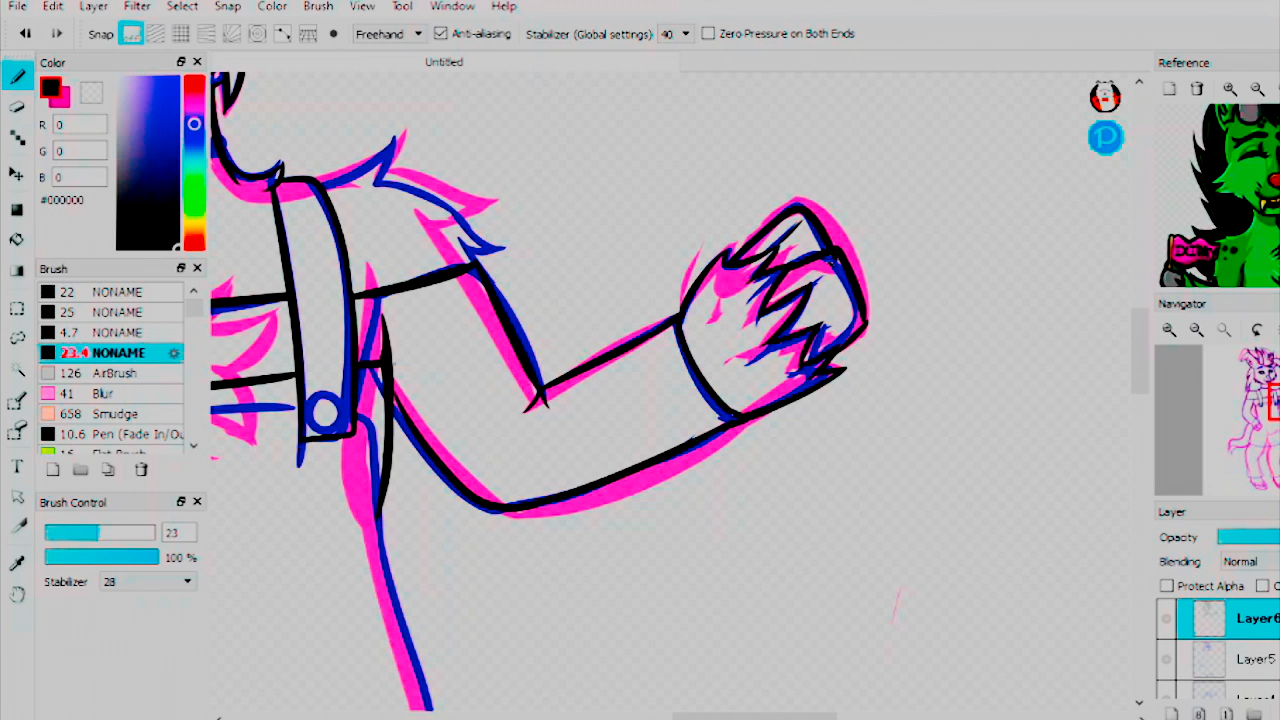 File Edit Layer Filter Select Snap Color Brush View Tool Window Help
Snap Freehand Anti-aliasing Stabilizer (Global settings) 40 Zero Pressure on Both Ends
Color
Untitled
Reference
R 0
G 0
B 0
#000000
Brush
22 NONAME
25 NONAME
4.7 NONAME
23.4 NONAME
126 AirBrush
41 Blur
658 Smudge
10.6 Pen (Fade In/Ou
Brush Control
23
100 %
Stabilizer 28
Navigator
Layer
Opacity
Blending Normal
Protect Alpha
Layer6
Layer5